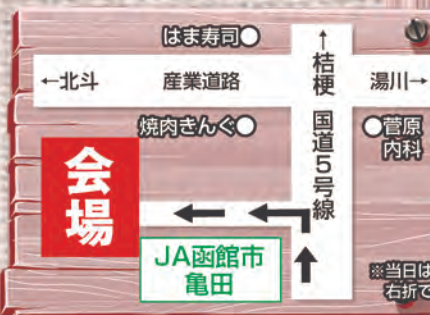 はま寿司
↑桔梗
←北斗
産業道路
湯川→
焼肉きんぐ
国道5号線
菅原
内科
会場
JA函館市
亀田
※当日は
右折で